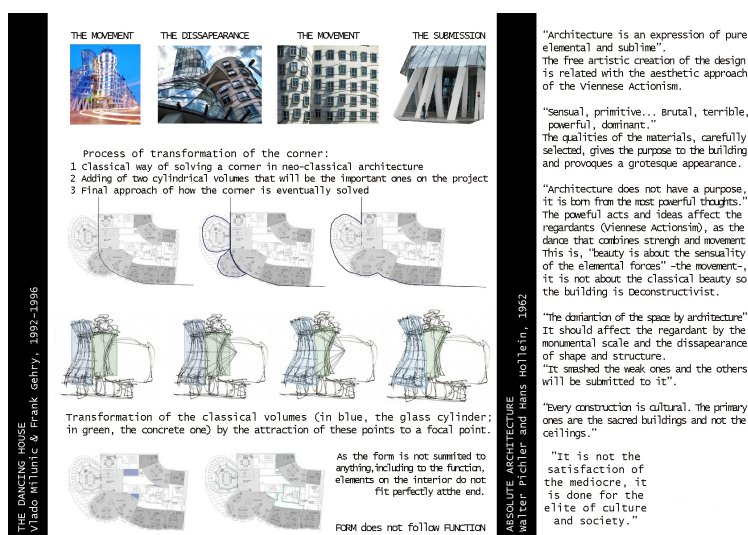 THE DANCING HOUSE
Vlado Milunic & Frank Gehry, 1992-1996
THE MOVEMENT
THE DISSAPEARANCE
THE MOVEMENT
THE SUBMISSION
Process of transformation of the corner:
1 Classical way of solving a corner in neo-classical architecture
2 Adding of two cylindrical volumes that will be the important ones on the project
3 Final approach of how the corner is eventually solved
Transformation of the classical volumes (in blue, the glass cylinder;
in green, the concrete one) by the attraction of these points to a focal point.
As the form is not summited to
anything,including to the function,
elements on the interior do not
fit perfectly atthe end.
FORM does not follow FUNCTION
ABSOLUTE ARCHITECTURE
Walter Pichler and Hans Hollein, 1962
“Architecture is an expression of pure
elemental and sublime”.
The free artistic creation of the design
is related with the aesthetic approach
of the Viennese Actionism.
“Sensual, primitive... Brutal, terrible,
powerful, dominant.”
The qualities of the materials, carefully
selected, gives the purpose to the building
and provoques a grotesque appearance.
“Architecture does not have a purpose,
it is born from the most powerful thoughts.”
The poweful acts and ideas affect the
regardants (Viennese Actionsim), as the
dance that combines strengh and movement
This is, “beauty is about the sensuality
of the elemental forces” -the movement-,
it is not about the classical beauty so
the building is Deconstructivist.
“The domiantion of the space by architecture”
It should affect the regardant by the
monumental scale and the dissapearance
of shape and structure.
“It smashed the weak ones and the others
will be submitted to it”.
“Every construction is cultural. The primary
ones are the sacred buildings and not the
ceilings.”
"It is not the
satisfaction of
the mediocre, it
is done for the
elite of culture
and society.”